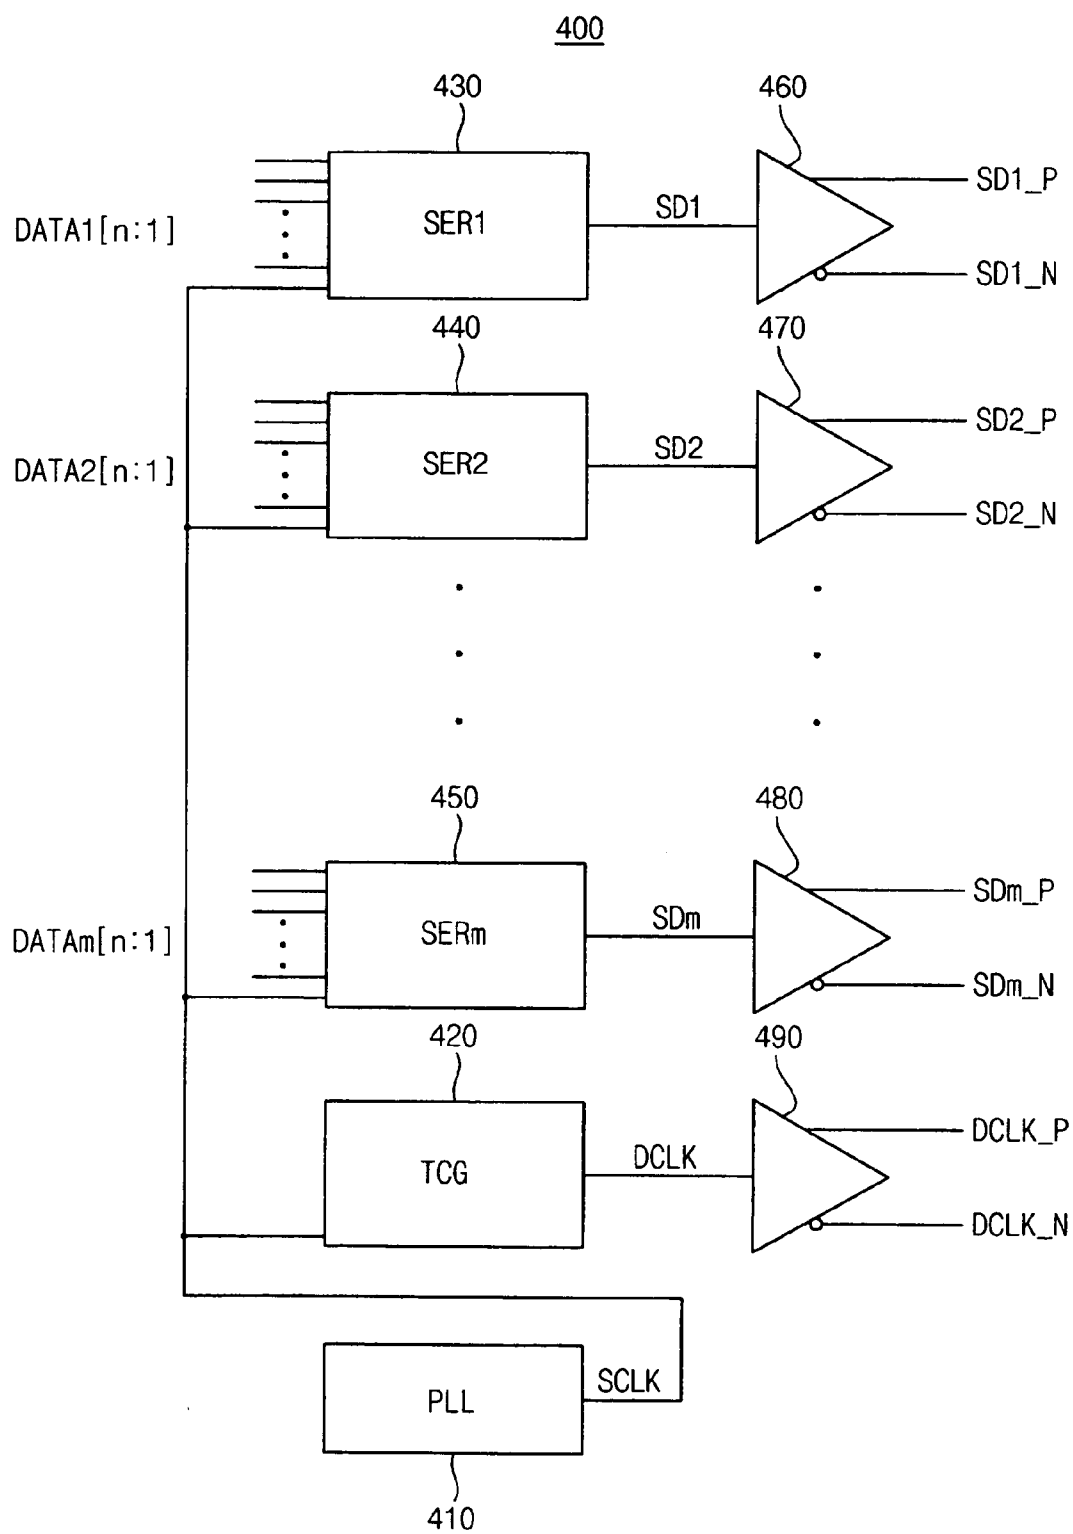 400
430
460
DATA1[n:1]
SER1
SD1
SD1_P
SD1_N
440
470
DATA2[n:1]
SER2
SD2
SD2_P
SD2_N
450
480
DATAm[n:1]
SERm
SDm
SDm_P
SDm_N
420
490
TCG
DCLK
DCLK_P
DCLK_N
PLL
SCLK
410